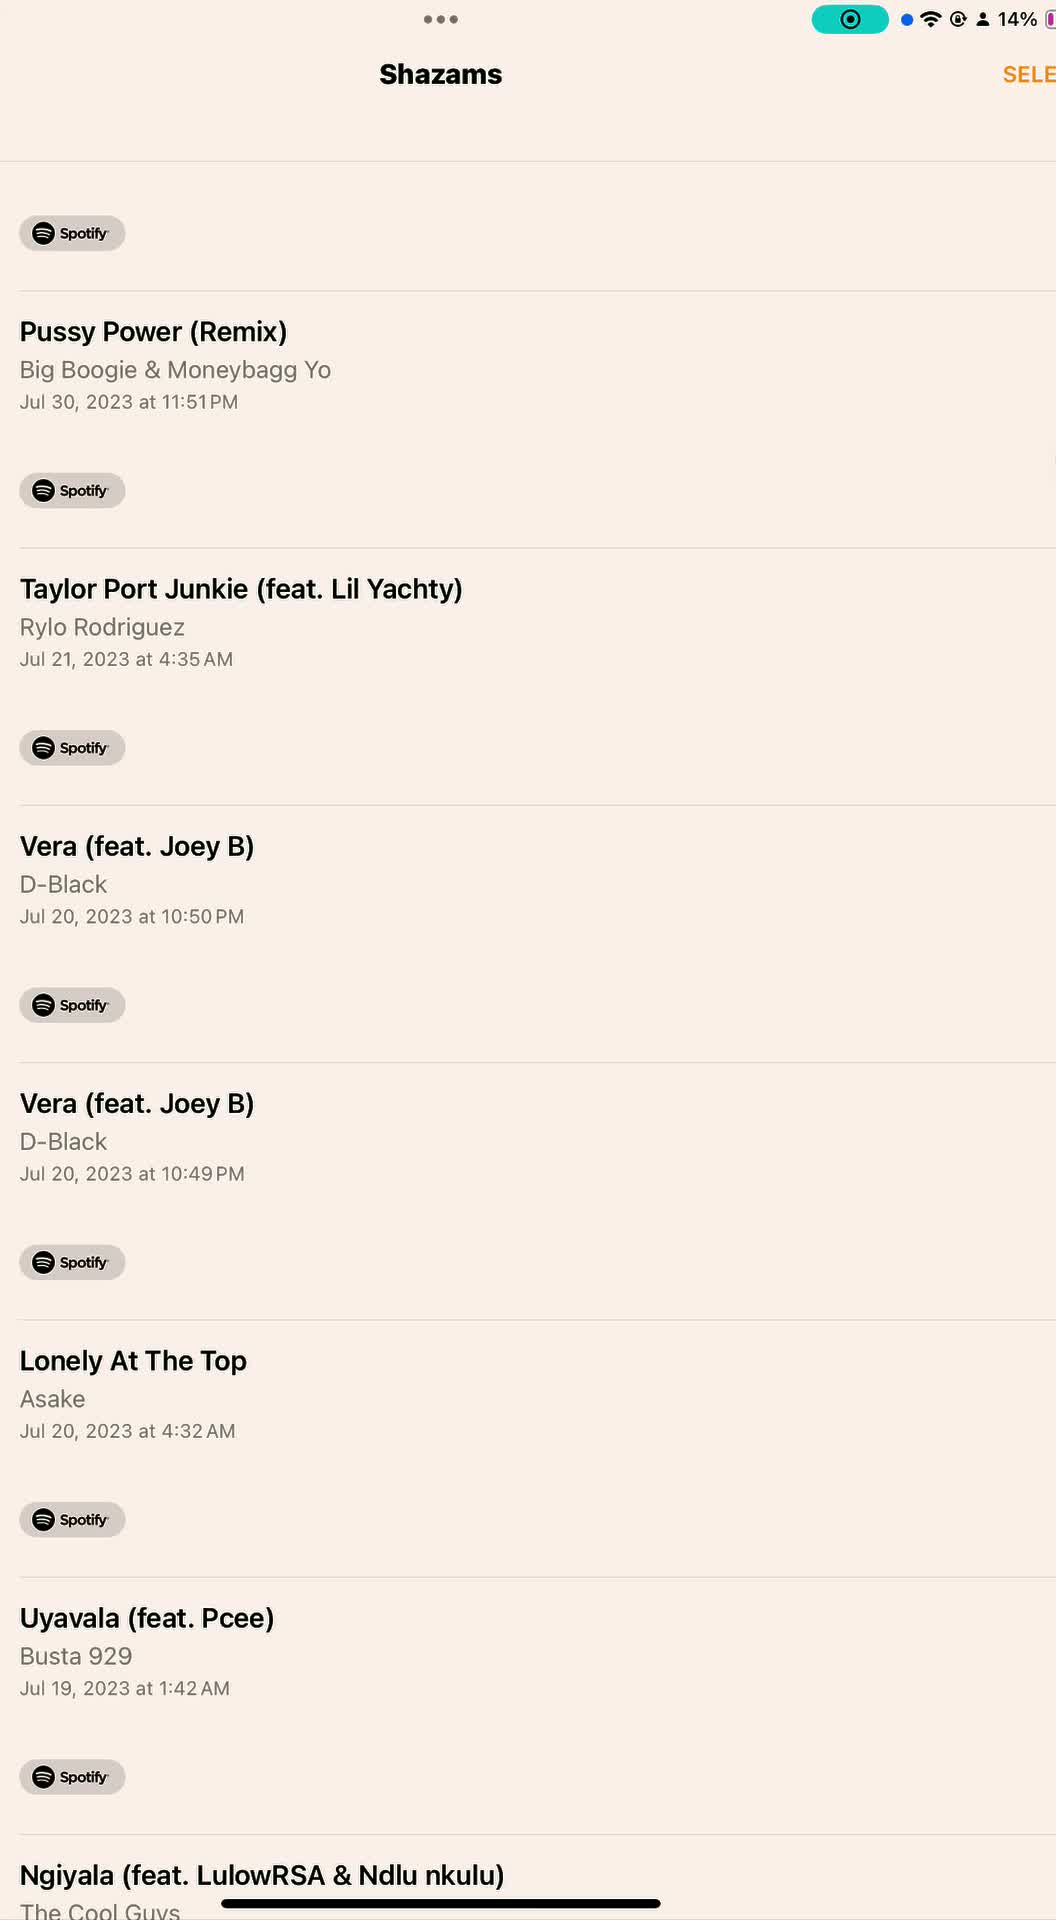 14%
Shazams
SELE
Spotify
Pussy Power (Remix)
Big Boogie & Moneybagg Yo
Jul 30, 2023 at 11:51 PM
Spotify
Taylor Port Junkie (feat. Lil Yachty)
Rylo Rodriguez
Jul 21, 2023 at 4:35 AM
Spotify
Vera (feat. Joey B)
D-Black
Jul 20, 2023 at 10:50 PM
Spotify
Vera (feat. Joey B)
D-Black
Jul 20, 2023 at 10:49 PM
Spotify
Lonely At The Top
Asake
Jul 20, 2023 at 4:32 AM
Spotify
Uyavala (feat. Pcee)
Busta 929
Jul 19, 2023 at 1:42 AM
Spotify
Ngiyala (feat. LulowRSA & Ndlu nkulu)
The Cool Guys